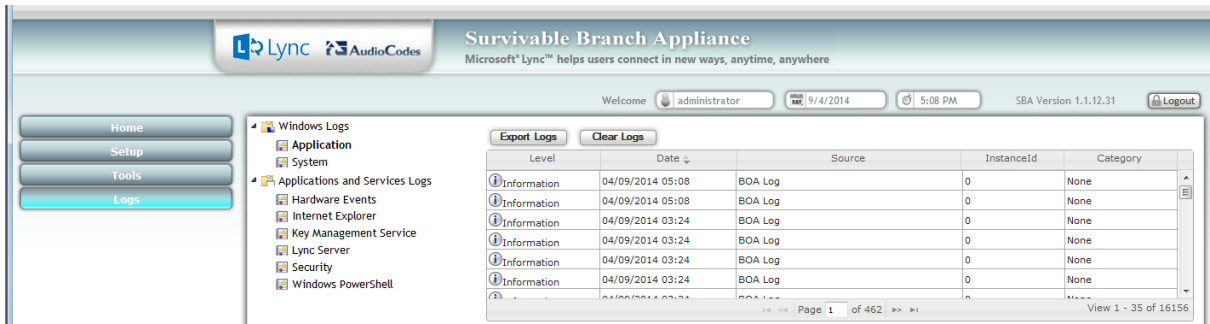 Lync AudioCodes
Survivable Branch Appliance
Microsoft® Lync™ helps users connect in new ways, anytime, anywhere
Welcome administrator 9/4/2014 5:08 PM SBA Version 1.1.12.31 Logout
Home
Setup
Tools
Logs
Windows Logs
Application
System
Applications and Services Logs
Hardware Events
Internet Explorer
Key Management Service
Lync Server
Security
Windows PowerShell
Export Logs Clear Logs
Level Date Source InstanceId Category
Information 04/09/2014 05:08 BOA Log 0 None
Information 04/09/2014 05:08 BOA Log 0 None
Information 04/09/2014 03:24 BOA Log 0 None
Information 04/09/2014 03:24 BOA Log 0 None
Information 04/09/2014 03:24 BOA Log 0 None
Information 04/09/2014 03:24 BOA Log 0 None
Page 1 of 462 View 1 - 35 of 16156